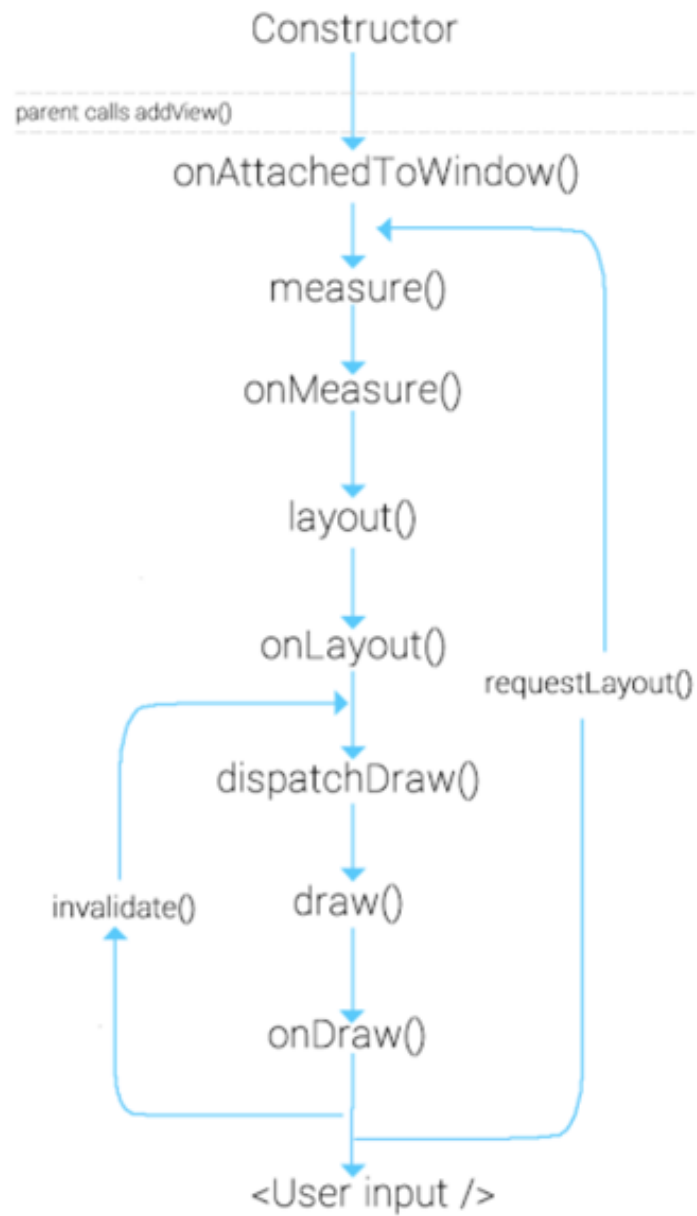 Constructor
parent calls addView()
onAttachedToWindow()
measure()
onMeasure()
layout()
onLayout()
requestLayout()
dispatchDraw()
invalidate()
draw()
onDraw()
<User input />